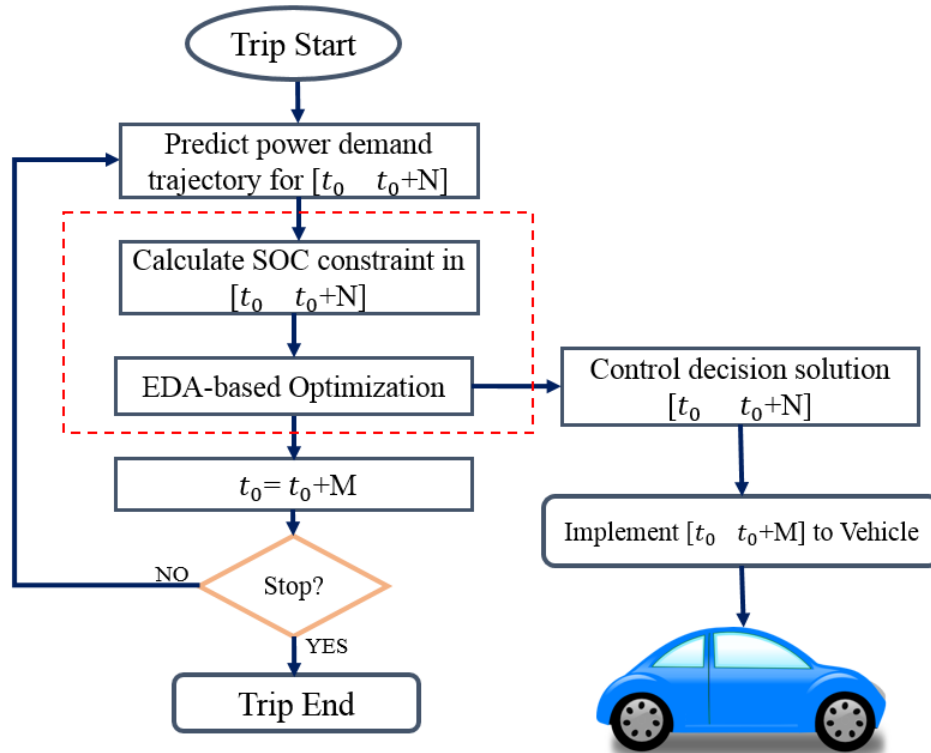 Trip Start
Predict power demand
trajectory for [𝑡₀ 𝑡₀+N]
Calculate SOC constraint in
[𝑡₀ 𝑡₀+N]
EDA-based Optimization
Control decision solution
[𝑡₀ 𝑡₀+N]
𝑡₀= 𝑡₀+M
Implement [𝑡₀ 𝑡₀+M] to Vehicle
NO
Stop?
YES
Trip End